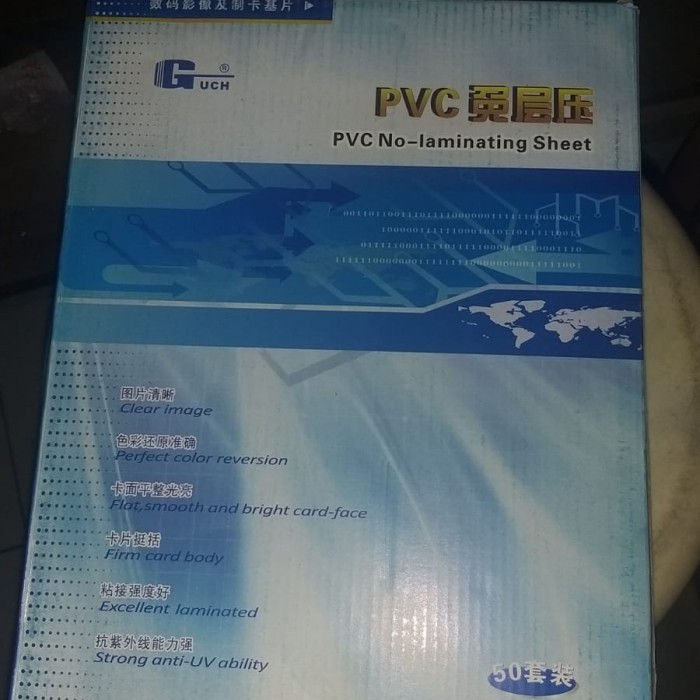 数码影像及制卡基片
GUCH®
PVC 免层压
PVC No-laminating Sheet
图片清晰
Clear image
色彩还原准确
Perfect color reversion
卡面平整光亮
Flat,smooth and bright card-face
卡片挺括
Firm card body
粘接强度好
Excellent laminated
抗紫外线能力强
Strong anti-UV ability
50套装